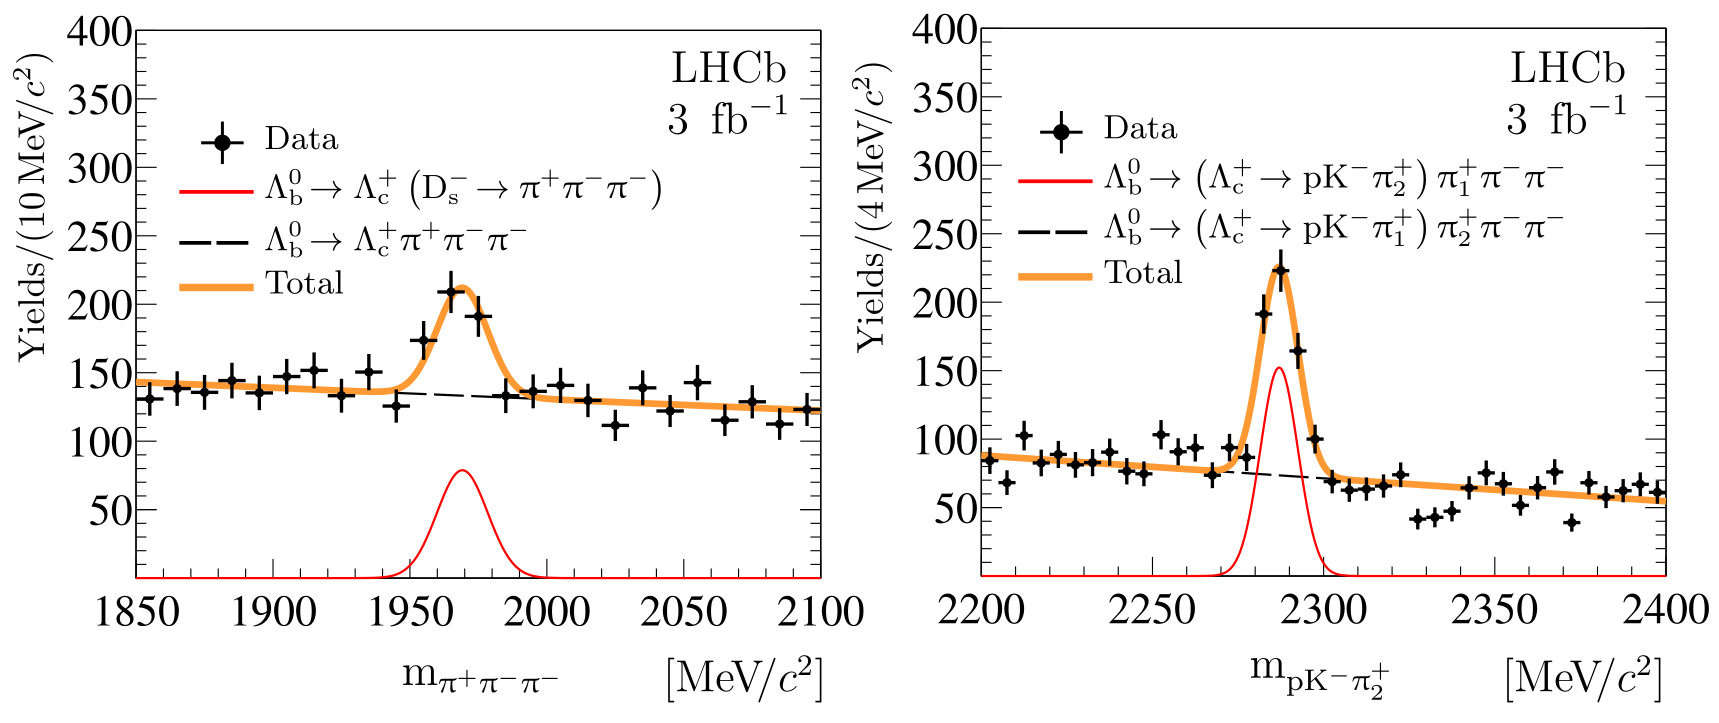 400
350
300
250
200
150
100
50
Yields/(10 MeV/c²)
LHCb
3 fb⁻¹
Data
Λb⁰ → Λc⁺ (Ds⁻ → π⁺π⁻π⁻)
Λb⁰ → Λc⁺π⁺π⁻π⁻
Total
1850 1900 1950 2000 2050 2100
mπ⁺π⁻π⁻ [MeV/c²]
400
350
300
250
200
150
100
50
Yields/(4 MeV/c²)
LHCb
3 fb⁻¹
Data
Λb⁰ → (Λc⁺ → pK⁻π₂⁺) π₁⁺π⁻π⁻
Λb⁰ → (Λc⁺ → pK⁻π₁⁺) π₂⁺π⁻π⁻
Total
2200 2250 2300 2350 2400
mpK⁻π₂⁺ [MeV/c²]